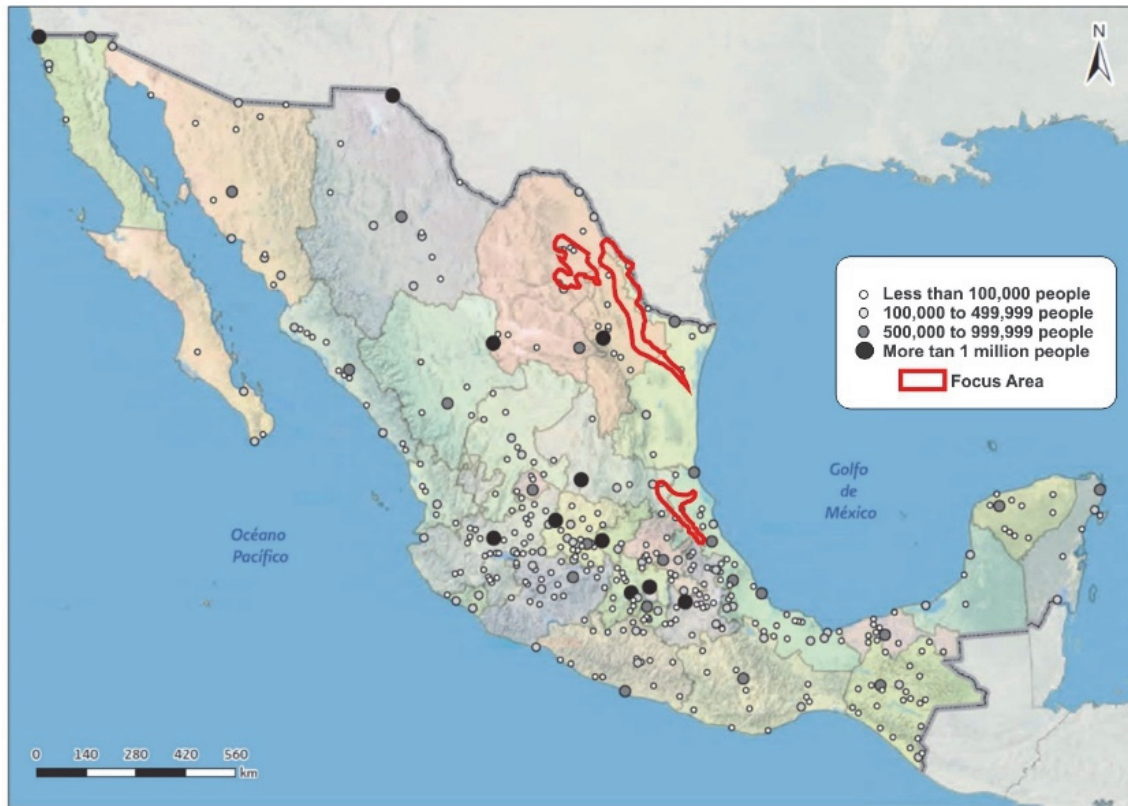 N
Less than 100,000 people
100,000 to 499,999 people
500,000 to 999,999 people
More tan 1 million people
Focus Area
Golfo
de
México
Océano
Pacífico
0 140 280 420 560
km